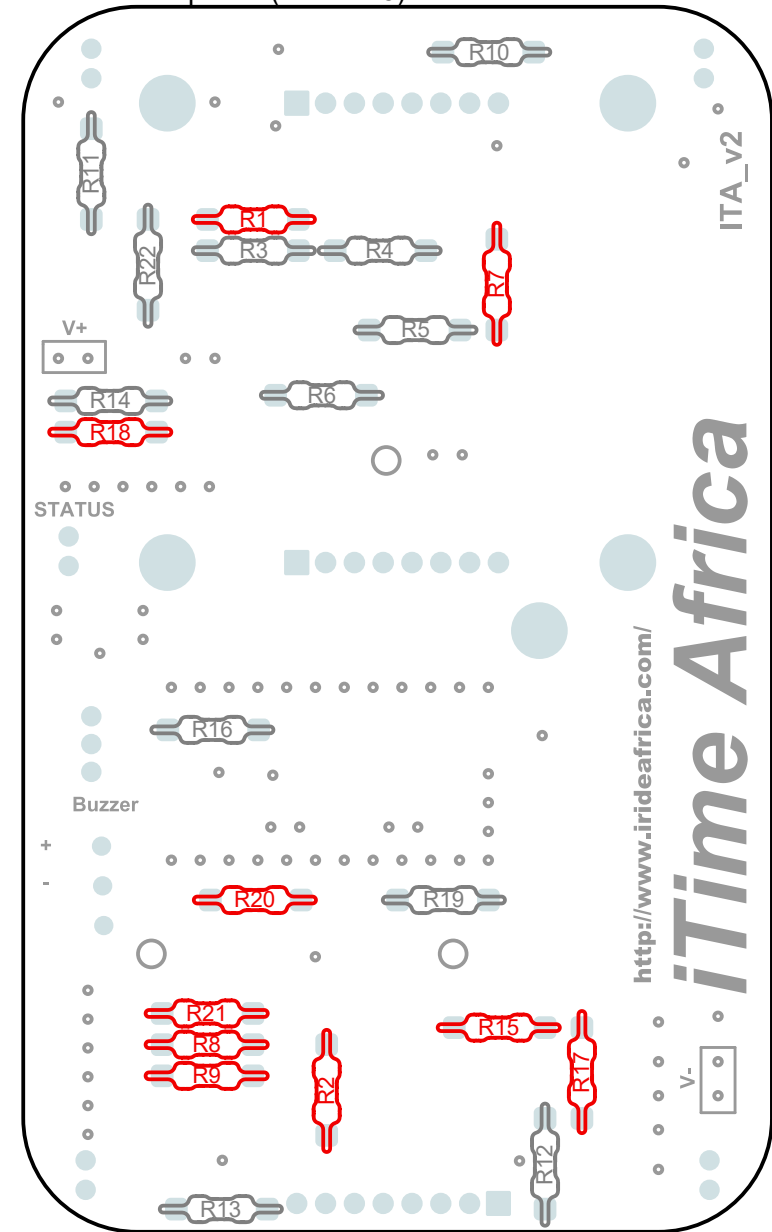 R10
R11
ITA_v2
R1
R3
R4
R22
R7
V+
R5
R14
R6
R18
STATUS
iTime Africa
http://www.irideafrica.com/
R16
Buzzer
+
-
R20
R19
R21
R15
R8
R9
R2
R17
V-
R12
R13